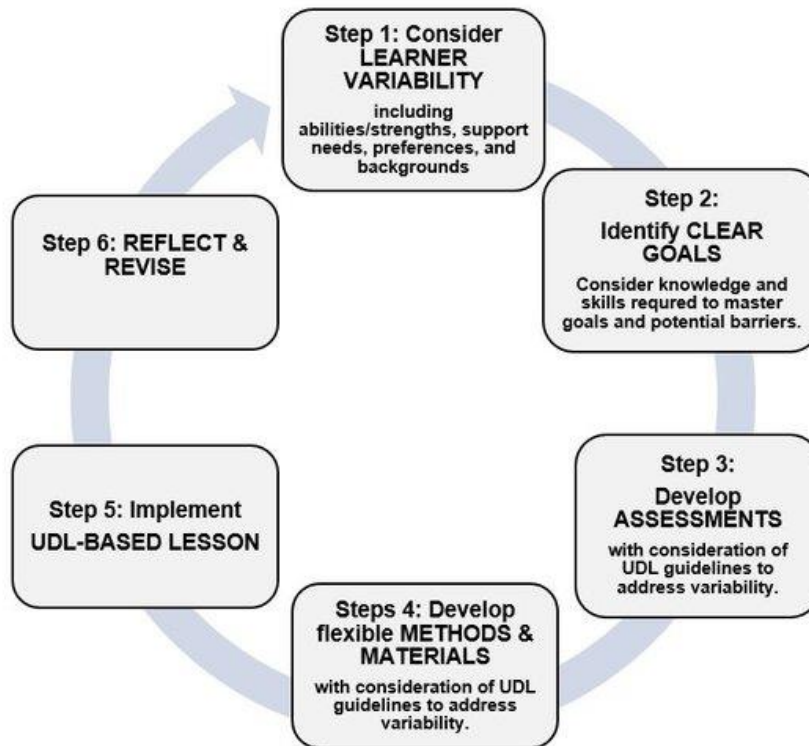 Step 1: Consider
LEARNER
VARIABILITY
including
abilities/strengths, support
needs, preferences, and
backgrounds
Step 2:
Identify CLEAR
GOALS
Consider knowledge and
skills requred to master
goals and potential barriers.
Step 3:
Develop
ASSESSMENTS
with consideration of
UDL guidelines to
address variability.
Steps 4: Develop
flexible METHODS &
MATERIALS
with consideration of UDL
guidelines to address
variability.
Step 5: Implement
UDL-BASED LESSON
Step 6: REFLECT &
REVISE